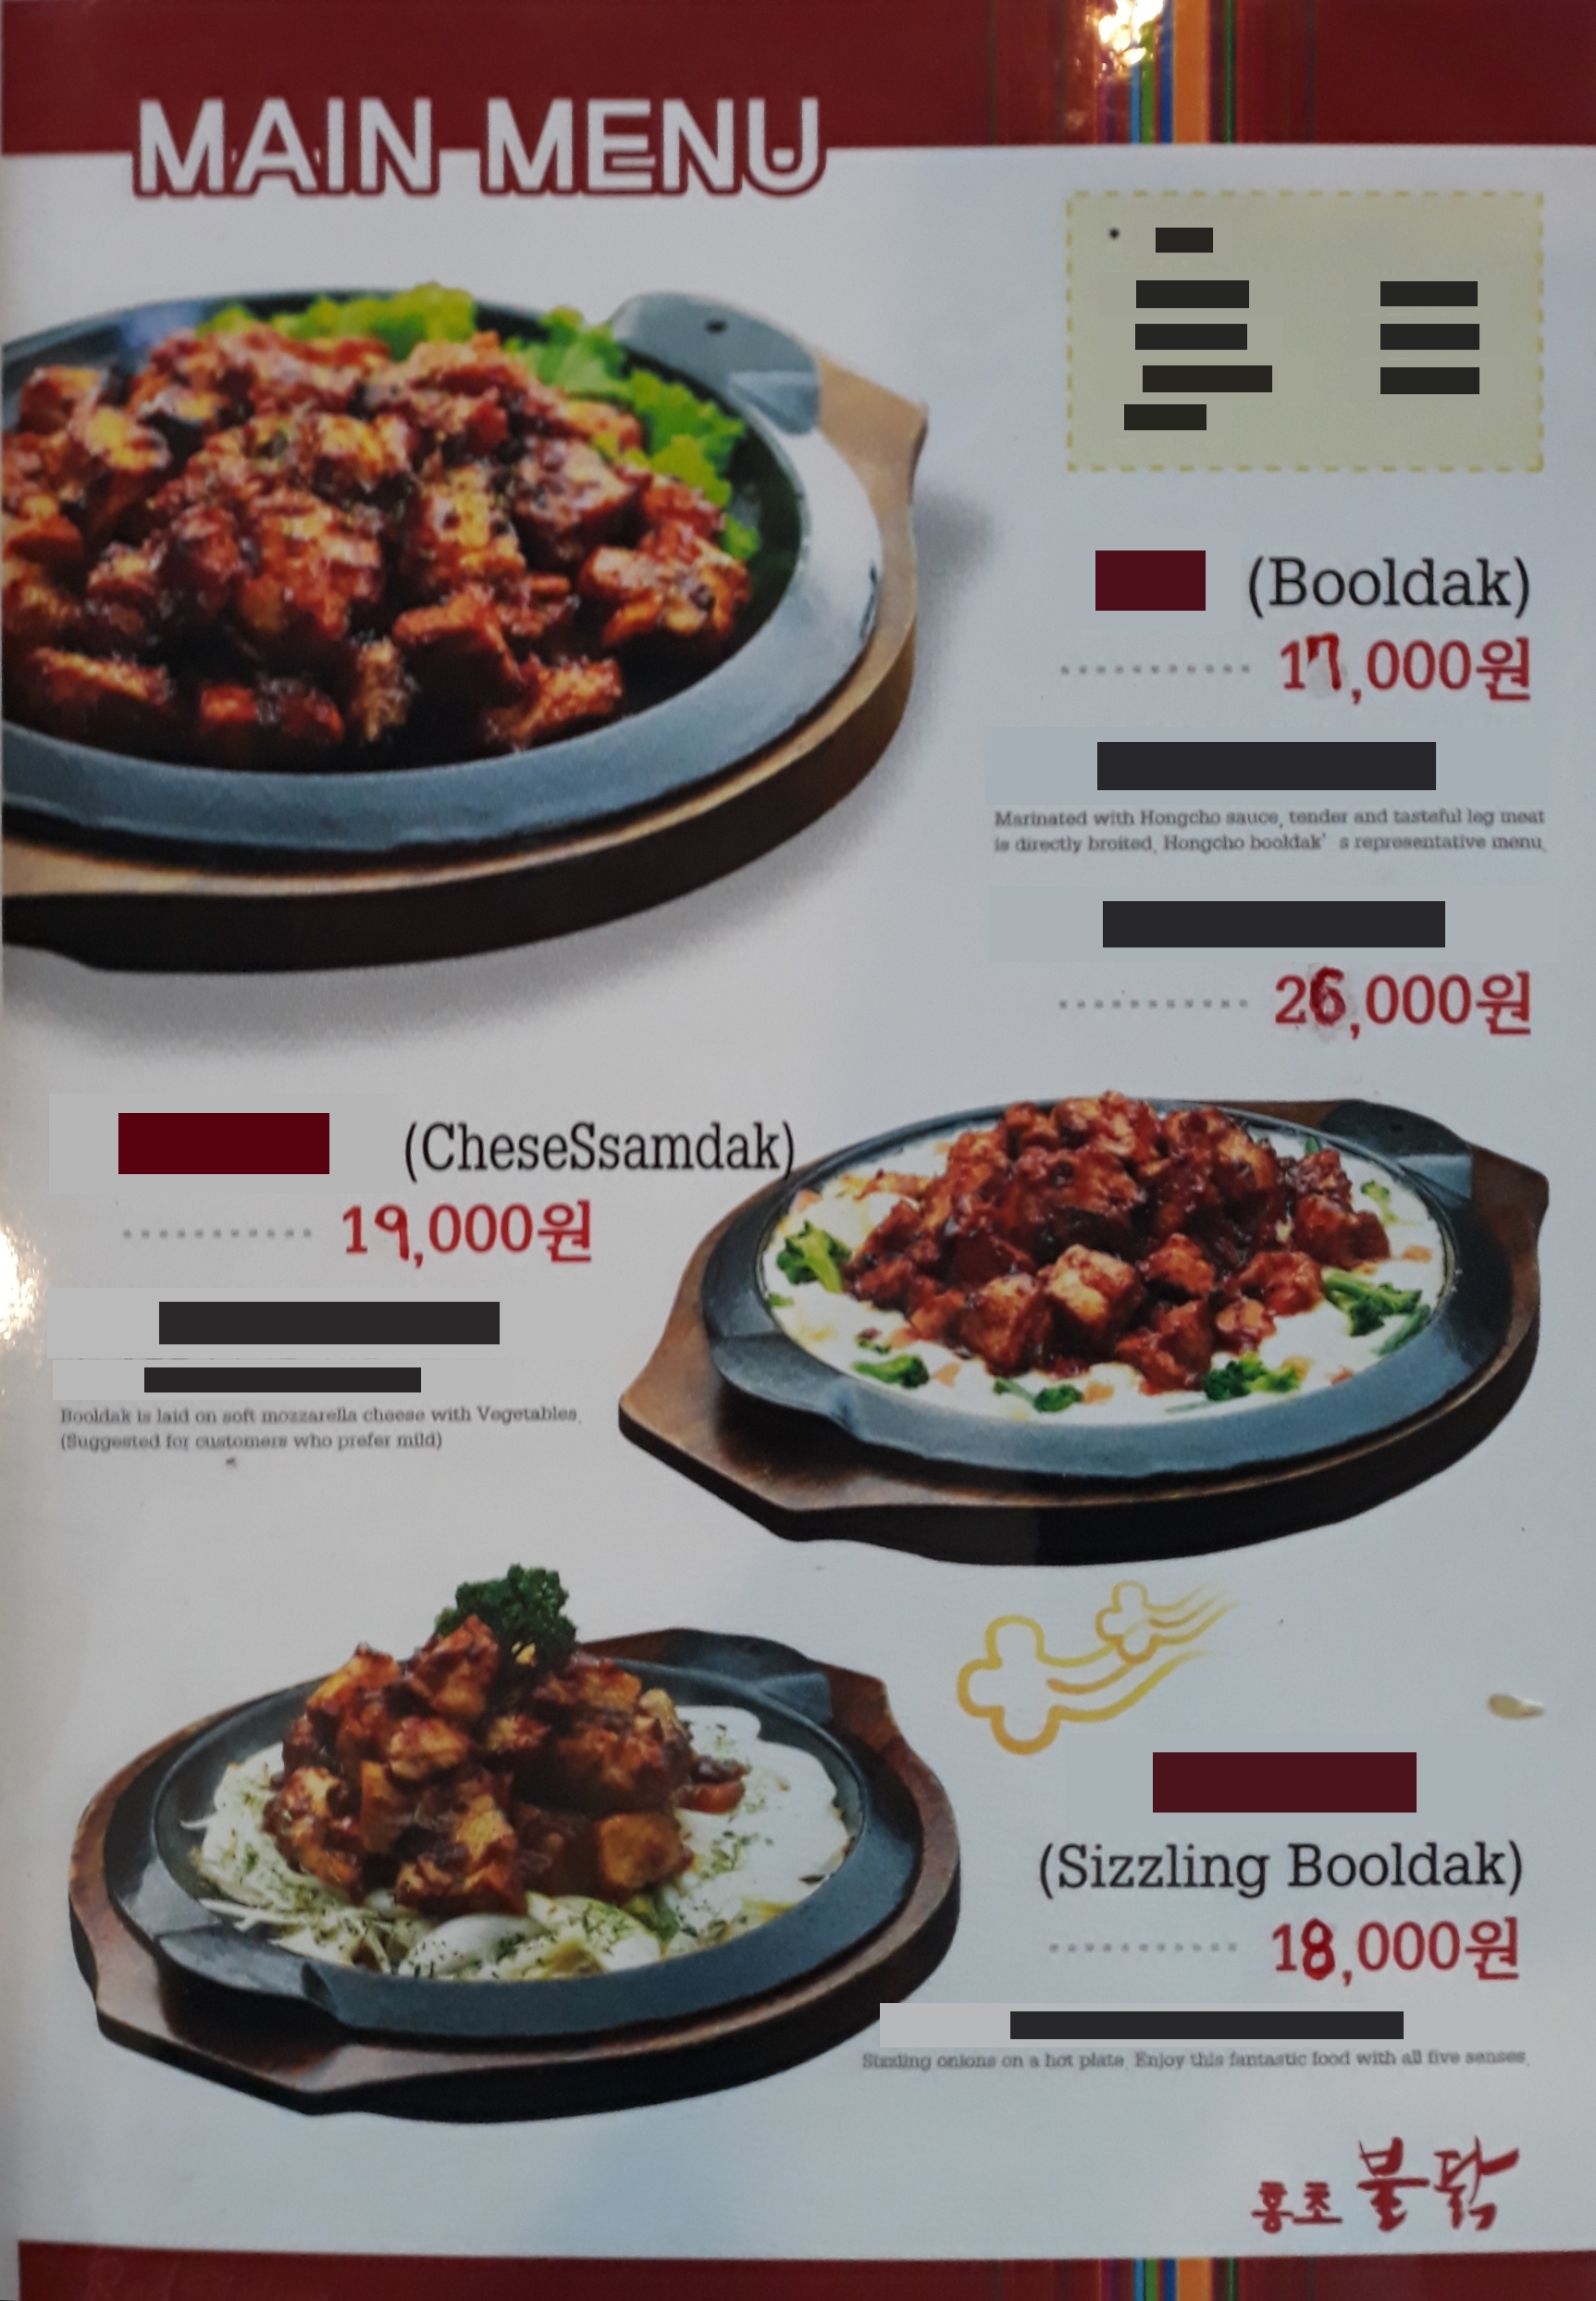 MAIN MENU
(Booldak)
17,000원
Marinated with Hongcho sauce, tender and tasteful leg meat
is directly broited, Hongcho booldak's representative menu.
26,000원
(CheseSsamdak)
19,000원
Booldak is laid on soft mozzarella cheese with Vegetables.
(Suggested for customers who prefer mild)
(Sizzling Booldak)
18,000원
Sizzling onions on a hot plate. Enjoy this fantastic food with all five senses.
홍초 불닭